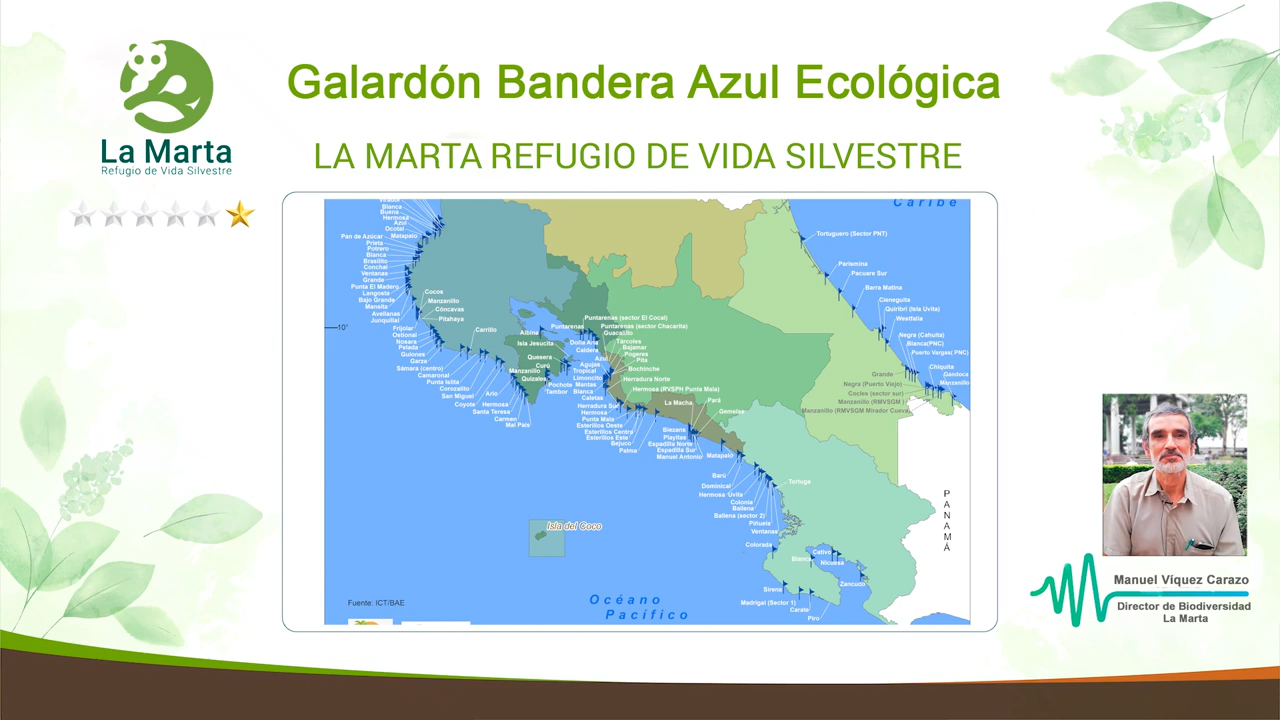 Galardón Bandera Azul Ecológica
LA MARTA REFUGIO DE VIDA SILVESTRE
La Marta
Refugio de Vida Silvestre
Caribe
Blanca
Buena
Hermosa
Azul
Ocotal
Matapalo
Pan de Azúcar
Prieta
Potrero
Blanca
Brasilito
Conchal
Ventanas
Grande
Punta El Madero
Langosta
Bajo Grande
Mansita
Avellanas
Junquillal
Cocos
Manzanillo
Cóncavas
Pitahaya
10°
Frijolar
Ostional
Nosara
Pelada
Guiones
Garza
Sámara (centro)
Camaronal
Punta Islita
Corozalito
San Miguel
Coyote
Carrillo
Ario
Hermosa
Santa Teresa
Carmen
Mal País
Albina
Isla Jesucita
Quesera
Curú
Manzanillo
Quizales
Pochote
Tambor
Puntarenas (sector El Cocal)
Puntarenas
Puntarenas (sector Chacarita)
Guacalillo
Doña Ana
Caldera
Tárcoles
Bajamar
Pogeres
Pita
Bochinche
Azul
Agujas
Tropical
Limoncito
Mantas
Blanca
Caletas
Herradura Norte
Hermosa (RVSPH Punta Mala)
Herradura Sur
Hermosa
Punta Mala
Esterillos Oeste
Esterillos Centro
Esterillos Este
Bejuco
Palma
La Macha
Pará
Gemelas
Biezans
Playitas
Espadilla Norte
Espadilla Sur
Manuel Antonio
Matapalo
Barú
Dominical
Hermosa Uvita
Colonia
Ballena
Ballena (sector 2)
Piñuela
Ventanas
Tortuga
Colorada
Blanca
Cativo
Nicuesa
Zancudo
Sirena
Madrigal (Sector 1)
Carate
Piro
Tortuguero (Sector PNT)
Parismina
Pacuare Sur
Barra Matina
Cieneguita
Quiribrí (Isla Uvita)
Westfalia
Negra (Cahuita)
Blanca(PNC)
Puerto Vargas( PNC)
Chiquita
Gandoca
Manzanillo
Grande
Negra (Puerto Viejo)
Cocles (sector sur)
Manzanillo (RMVSGM )
Manzanillo (RMVSGM Mirador Cueva)
PANAMÁ
Isla del Coco
Océano
Pacífico
Fuente: ICT/BAE
Manuel Víquez Carazo
Director de Biodiversidad
La Marta